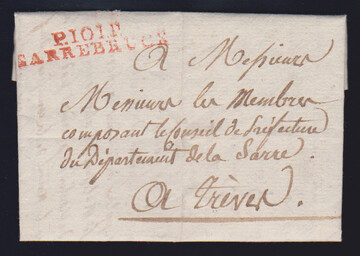 P.101.P.
SARREBRUCK
A Messieurs
Messieurs les Membres
composant le Conseil de Préfecture
du Département de la Sarre.
A Trèves.